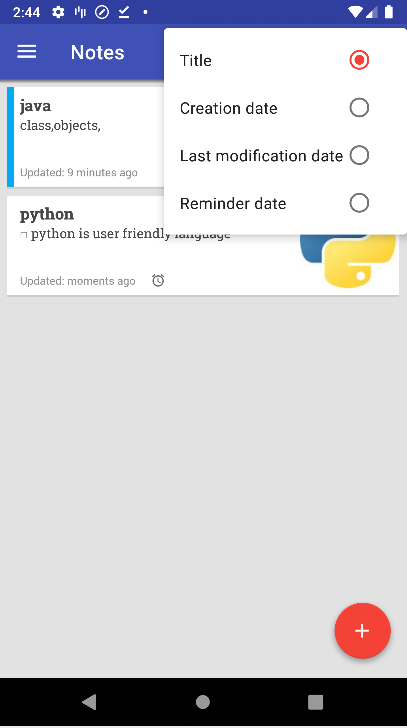 2:44
Notes
Title
Creation date
Last modification date
Reminder date
java
class,objects,
Updated: 9 minutes ago
python
python is user friendly language
Updated: moments ago